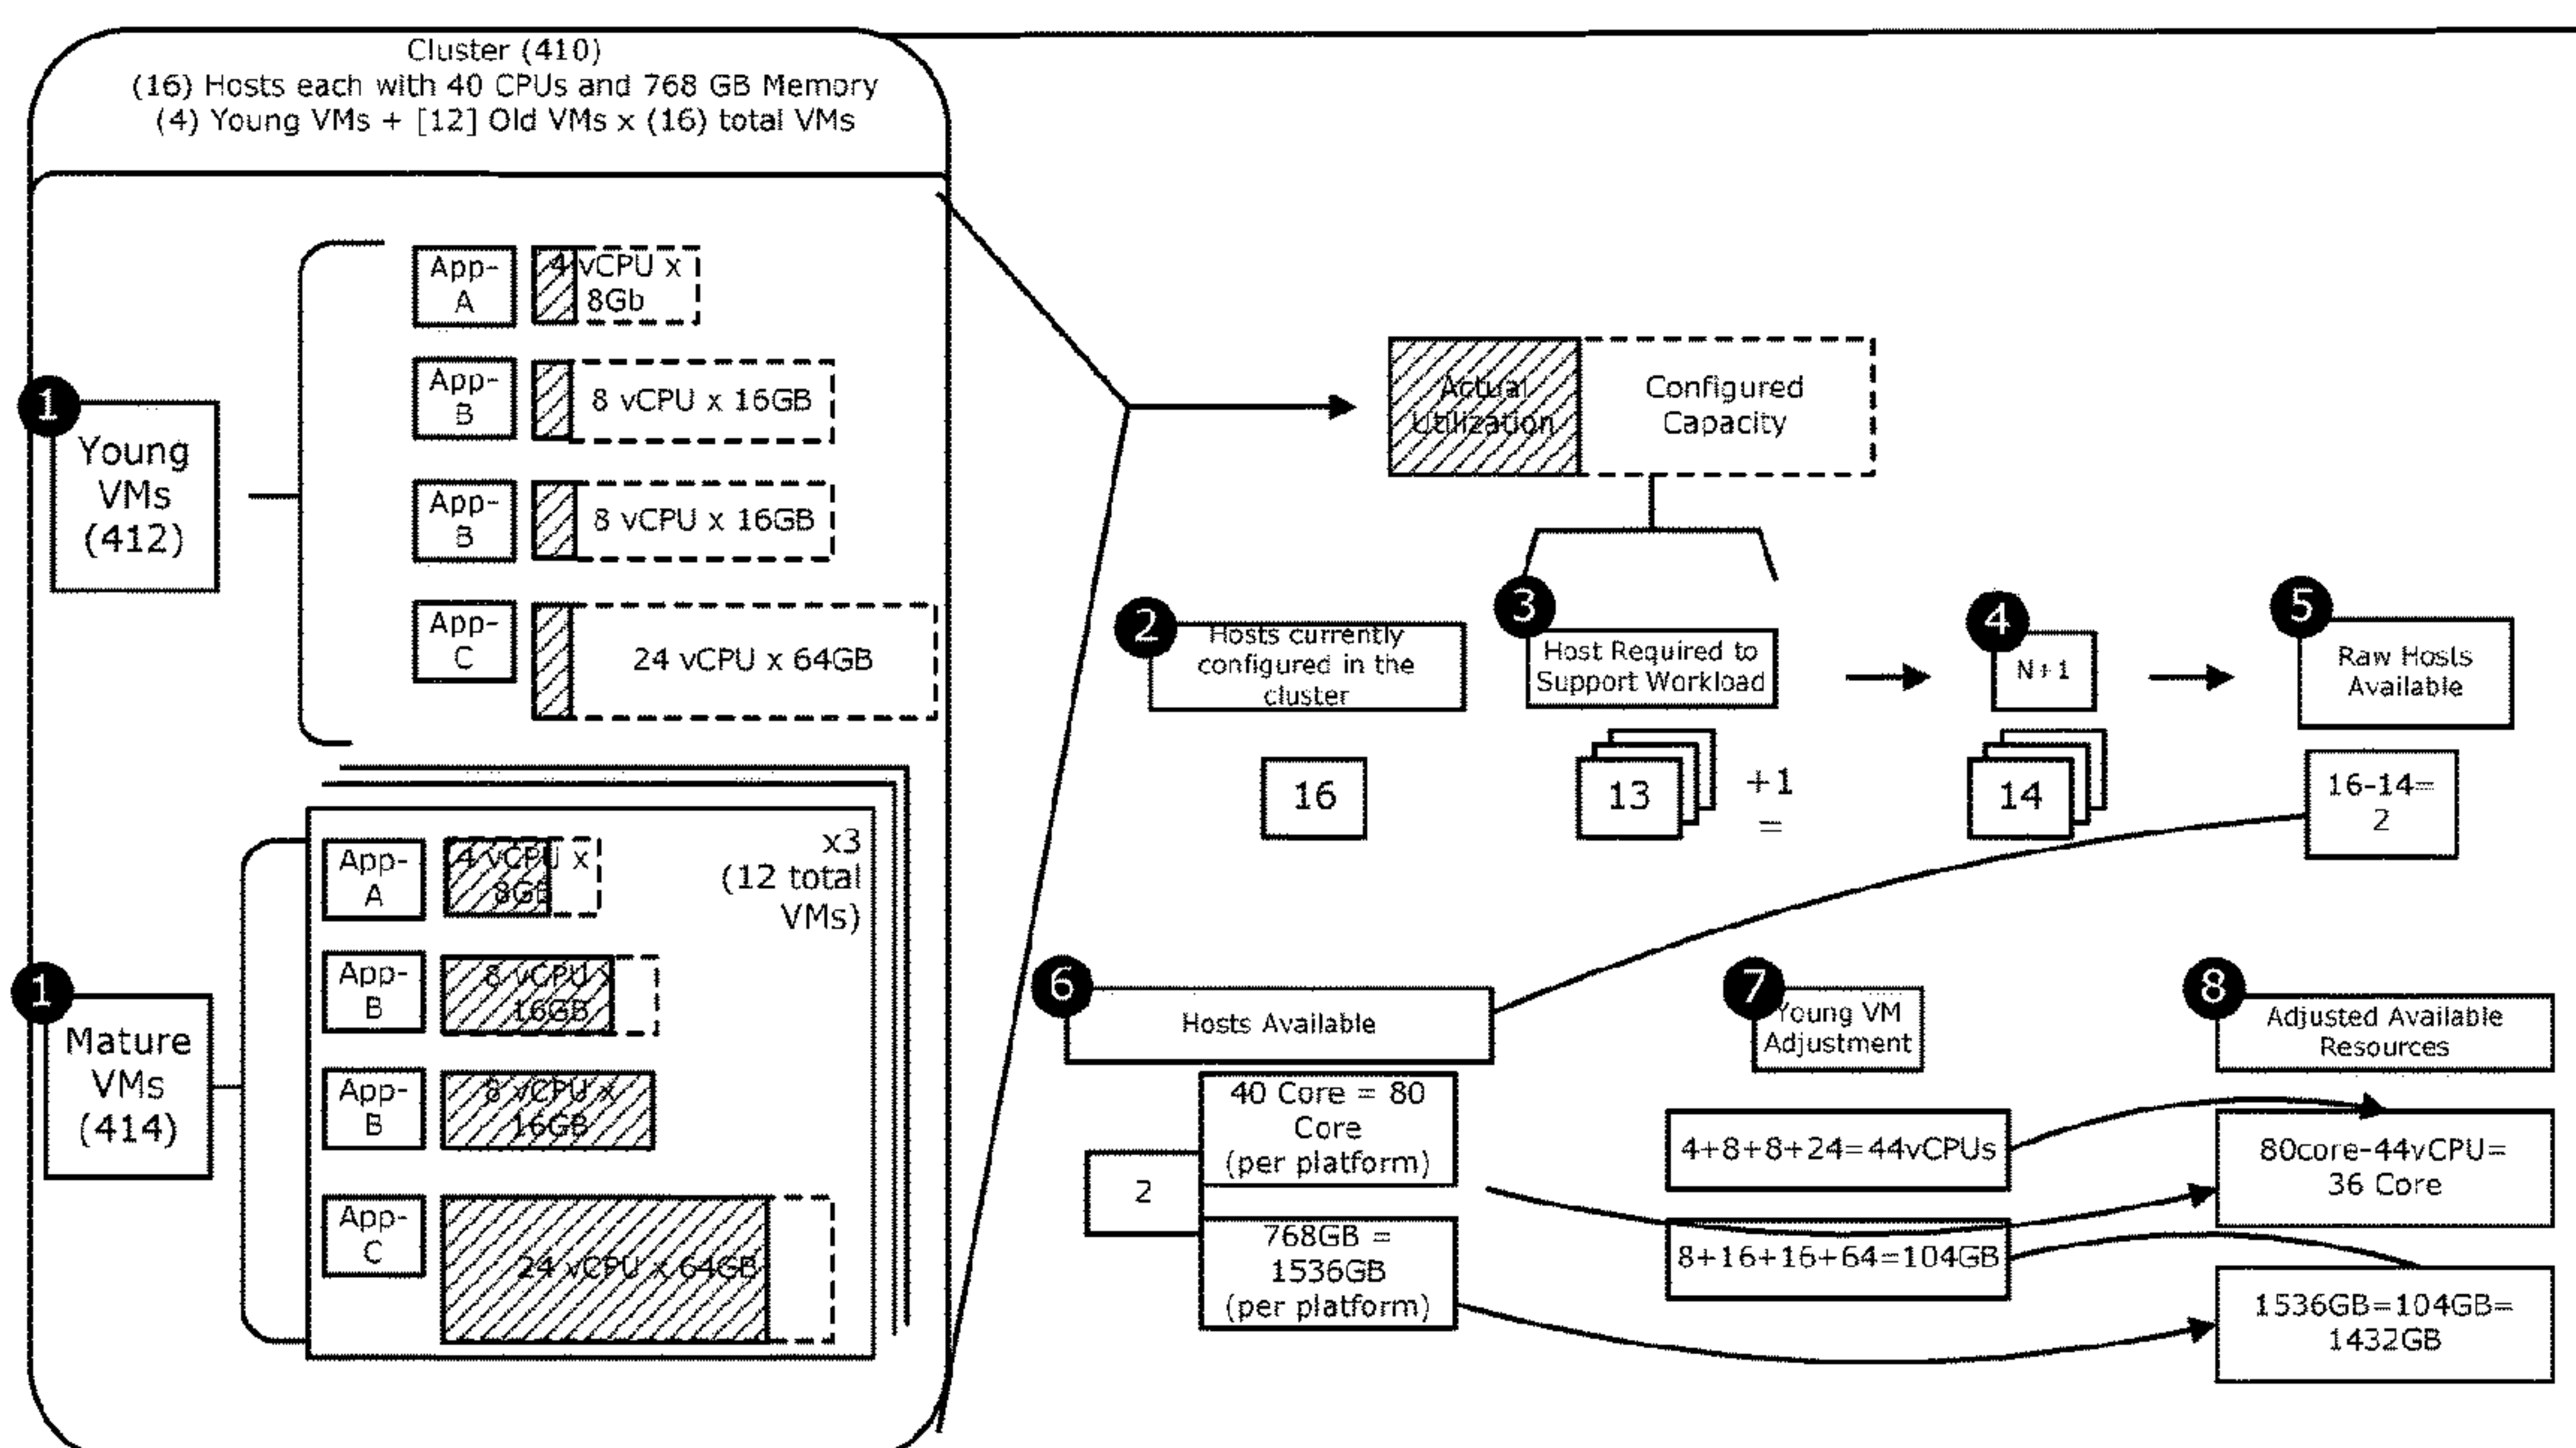 Cluster (410)
(16) Hosts each with 40 CPUs and 768 GB Memory
(4) Young VMs + [12] Old VMs x (16) total VMs
1
Young
VMs
(412)
App-
A
4 vCPU x
8Gb
App-
B
8 vCPU x 16GB
App-
B
8 vCPU x 16GB
App-
C
24 vCPU x 64GB
1
Mature
VMs
(414)
x3
(12 total
VMs)
App-
A
4 vCPU x
8GB
App-
B
8 vCPU x
16GB
App-
B
8 vCPU x
16GB
App-
C
24 vCPU x 64GB
Actual
Utilization
Configured
Capacity
2
Hosts currently
configured in the
cluster
16
3
Host Required to
Support Workload
13
+1
=
4
N+1
14
5
Raw Hosts
Available
16-14=
2
6
Hosts Available
2
40 Core = 80
Core
(per platform)
768GB =
1536GB
(per platform)
7
Young VM
Adjustment
4+8+8+24=44vCPUs
8+16+16+64=104GB
8
Adjusted Available
Resources
80core-44vCPU=
36 Core
1536GB=104GB=
1432GB